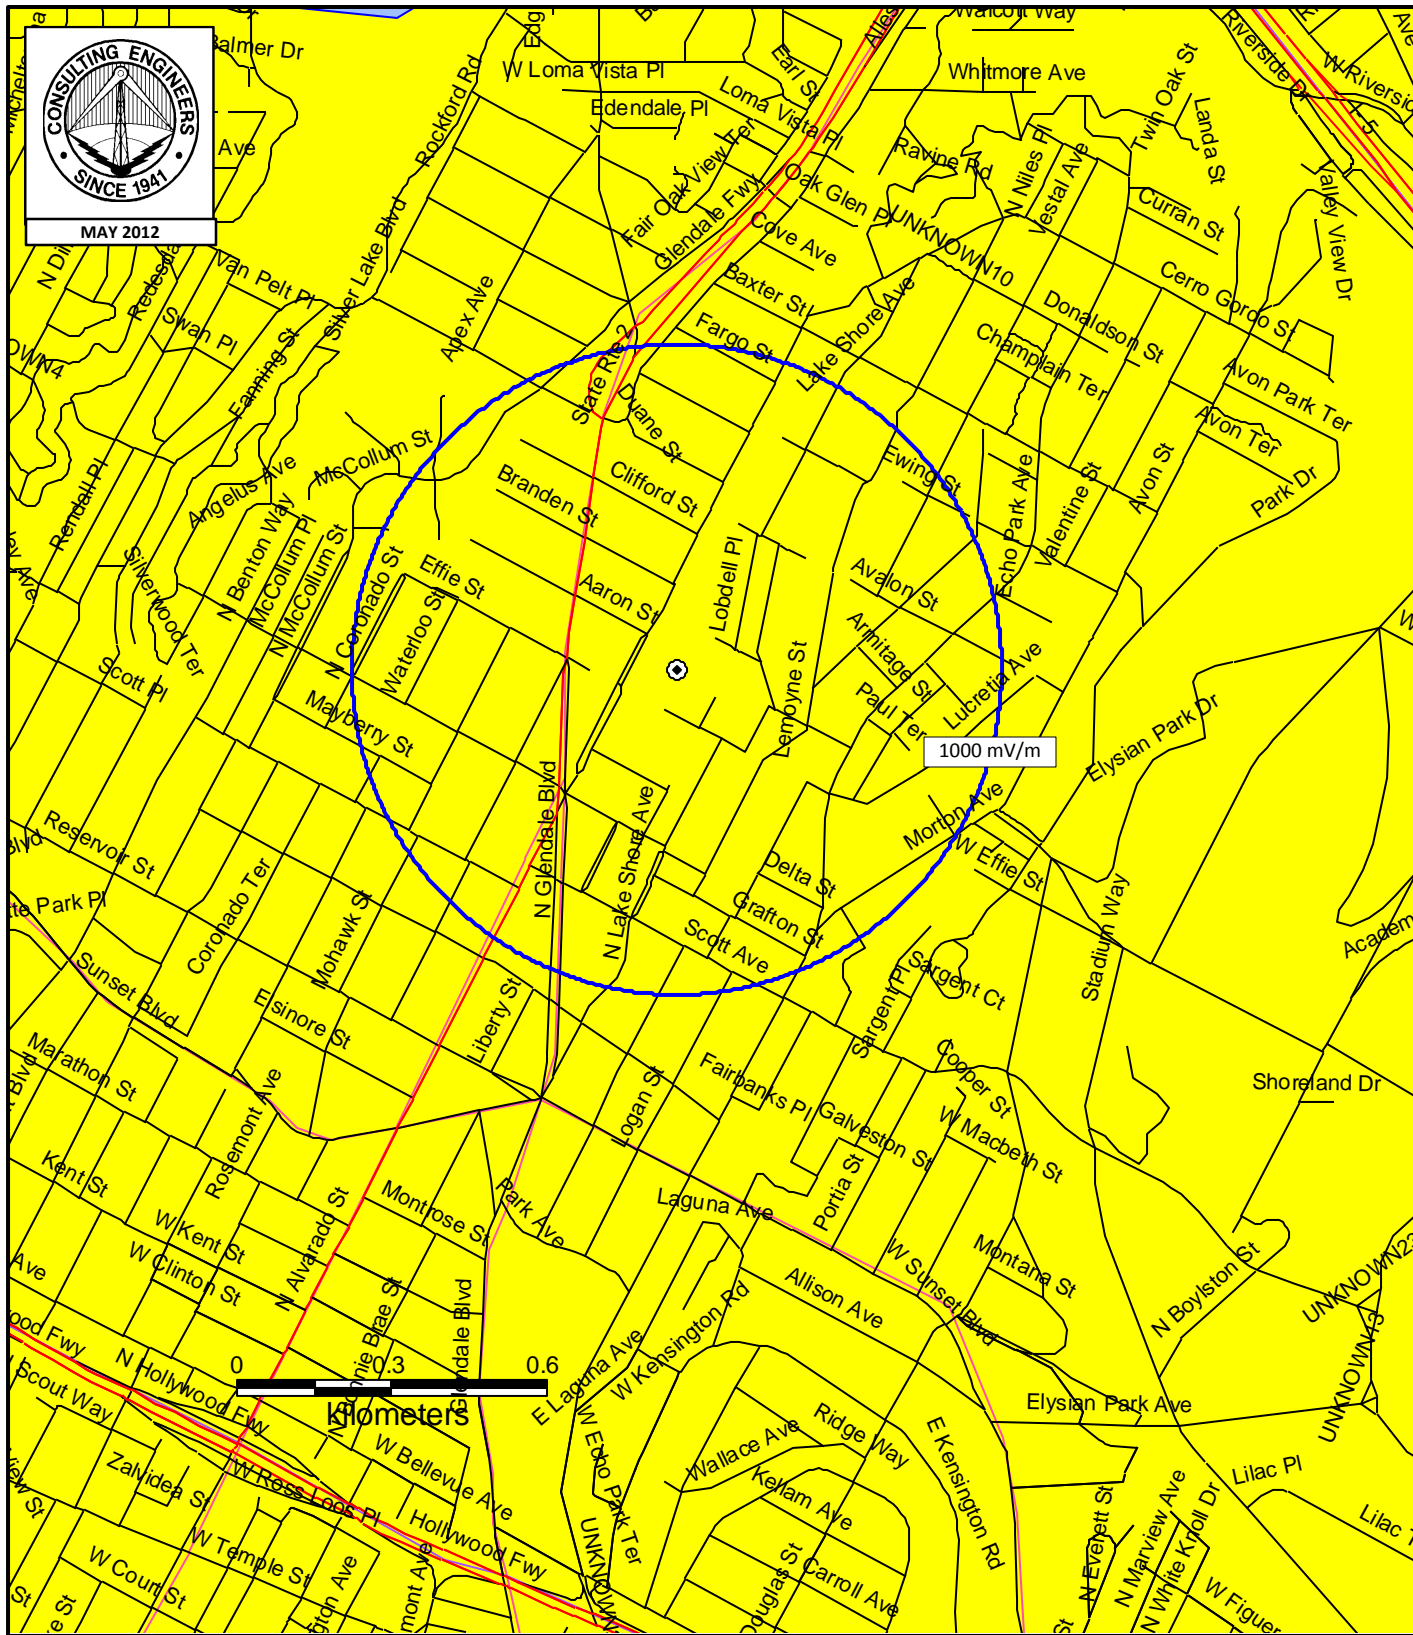 CONSULTING ENGINEERS
SINCE 1941
MAY 2012
Balmer Dr
Ave
W Loma Vista Pl
Edendale Pl
Earl St
Loma Vista Pl
Whitmore Ave
Walcott Way
Twin Oak St
Landa St
Riverside Dr
I-5
Rockford Rd
Fair Oak View Ter
Glendale Fwy
Oak Glen Pl
Ravine Rd
UNKNOWN10
N Niles Pl
Vestal Ave
Curran St
Valley View Dr
Van Pelt Pl
Swan Pl
Silver Lake Blvd
Fanning St
Apex Ave
State Rte 2
Cove Ave
Baxter St
Fargo St
Lake Shore Ave
Donaldson St
Champlain Ter
Cerro Gordo St
Avon Park Ter
Avon Ter
Avon St
Park Dr
OWN4
Duane St
Clifford St
Branden St
McCollum St
Angelus Ave
Rendall Pl
Silverwood Ter
N Benton Way
McCollum Pl
N McCollum St
N Coronado St
Waterloo St
Effie St
Aaron St
Lobdell Pl
Ewing St
Echo Park Ave
Valentine St
Avalon St
Armitage St
Paul Ter
Lucretia Ave
Lemoyne St
1000 mV/m
Elysian Park Dr
Scott Pl
Mayberry St
N Glendale Blvd
N Lake Shore Ave
Morton Ave
W Effie St
Delta St
Grafton St
Scott Ave
Reservoir St
Blvd
Coronado Ter
Mohawk St
Sunset Blvd
Elsinore St
Liberty St
Sargent Pl
Sargent Ct
Stadium Way
Marathon St
Rosemont Ave
Logan St
Fairbanks Pl
Galveston St
Cooper St
W Macbeth St
Shoreland Dr
Kent St
W Kent St
W Clinton St
N Alvarado St
Montrose St
Park Ave
Laguna Ave
Portia St
W Sunset Blvd
Montana St
N Boylston St
UNKNOWN13
Ave
N Hollywood Fwy
N Bonnie Brae St
Glendale Blvd
E Laguna Ave
W Kensington Rd
Allison Ave
Elysian Park Ave
0 0.3 0.6
kilometers
Scout Way
Zalvidea St
W Ross Loos Pl
W Bellevue Ave
Hollywood Fwy
W Echo Park Ter
Wallace Ave
Ridge Way
Kellam Ave
Carroll Ave
Douglas St
E Kensington Rd
Lilac Pl
N Everett St
N Marview Ave
N White Knoll Dr
W Temple St
W Court St
St